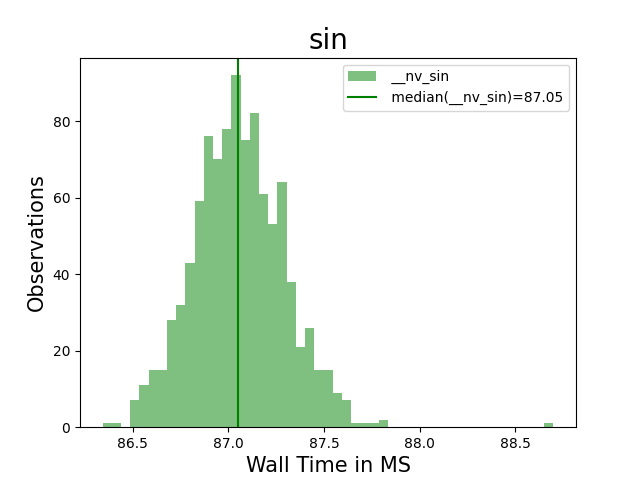 sin
__nv_sin
median(__nv_sin)=87.05
80
60
40
20
0
Observations
86.5 87.0 87.5 88.0 88.5
Wall Time in MS